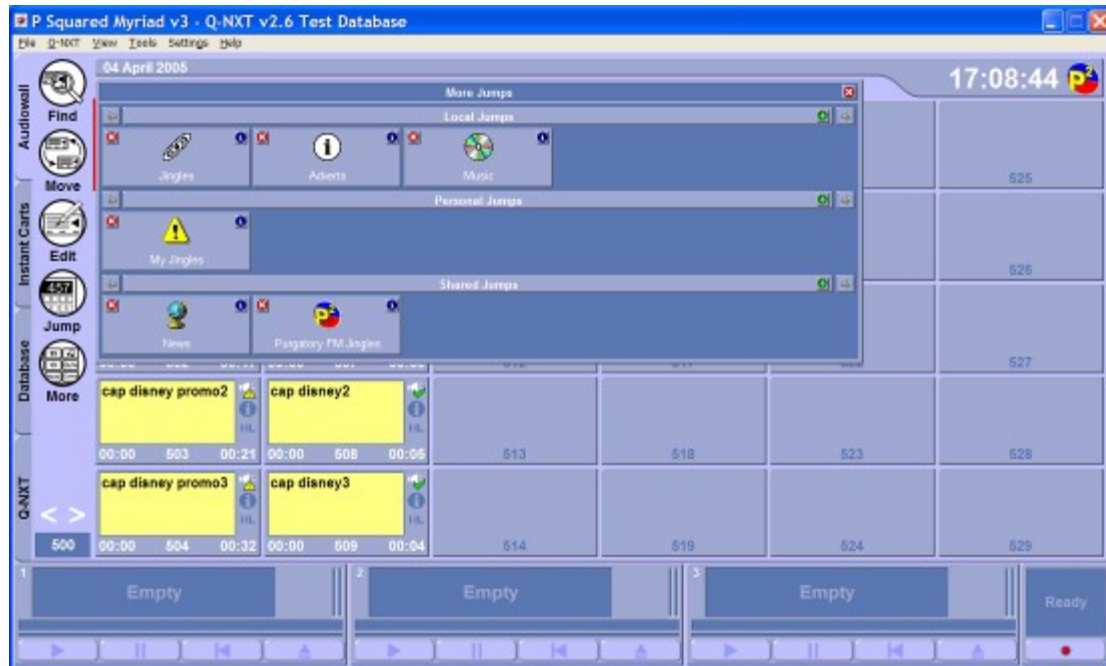 P Squared Myriad v3 - Q-NXT v2.6 Test Database
File Q-NXT View Tools Settings Help
04 April 2005
17:08:44
Audiowall
Instant Carts
Database
Q-NXT
Find
Move
Edit
457
Jump
More
500
More Jumps
Local Jumps
Jingles
Adverts
Music
Personal Jumps
My Jingles
Shared Jumps
News
Purgatory FM Jingles
525
526
527
cap disney promo2
00:00 503 00:21
cap disney2
HL
00:00 508 00:05
513
518
523
528
cap disney promo3
HL
00:00 504 00:32
cap disney3
HL
00:00 509 00:04
514
519
524
529
1
Empty
2
Empty
3
Empty
Ready